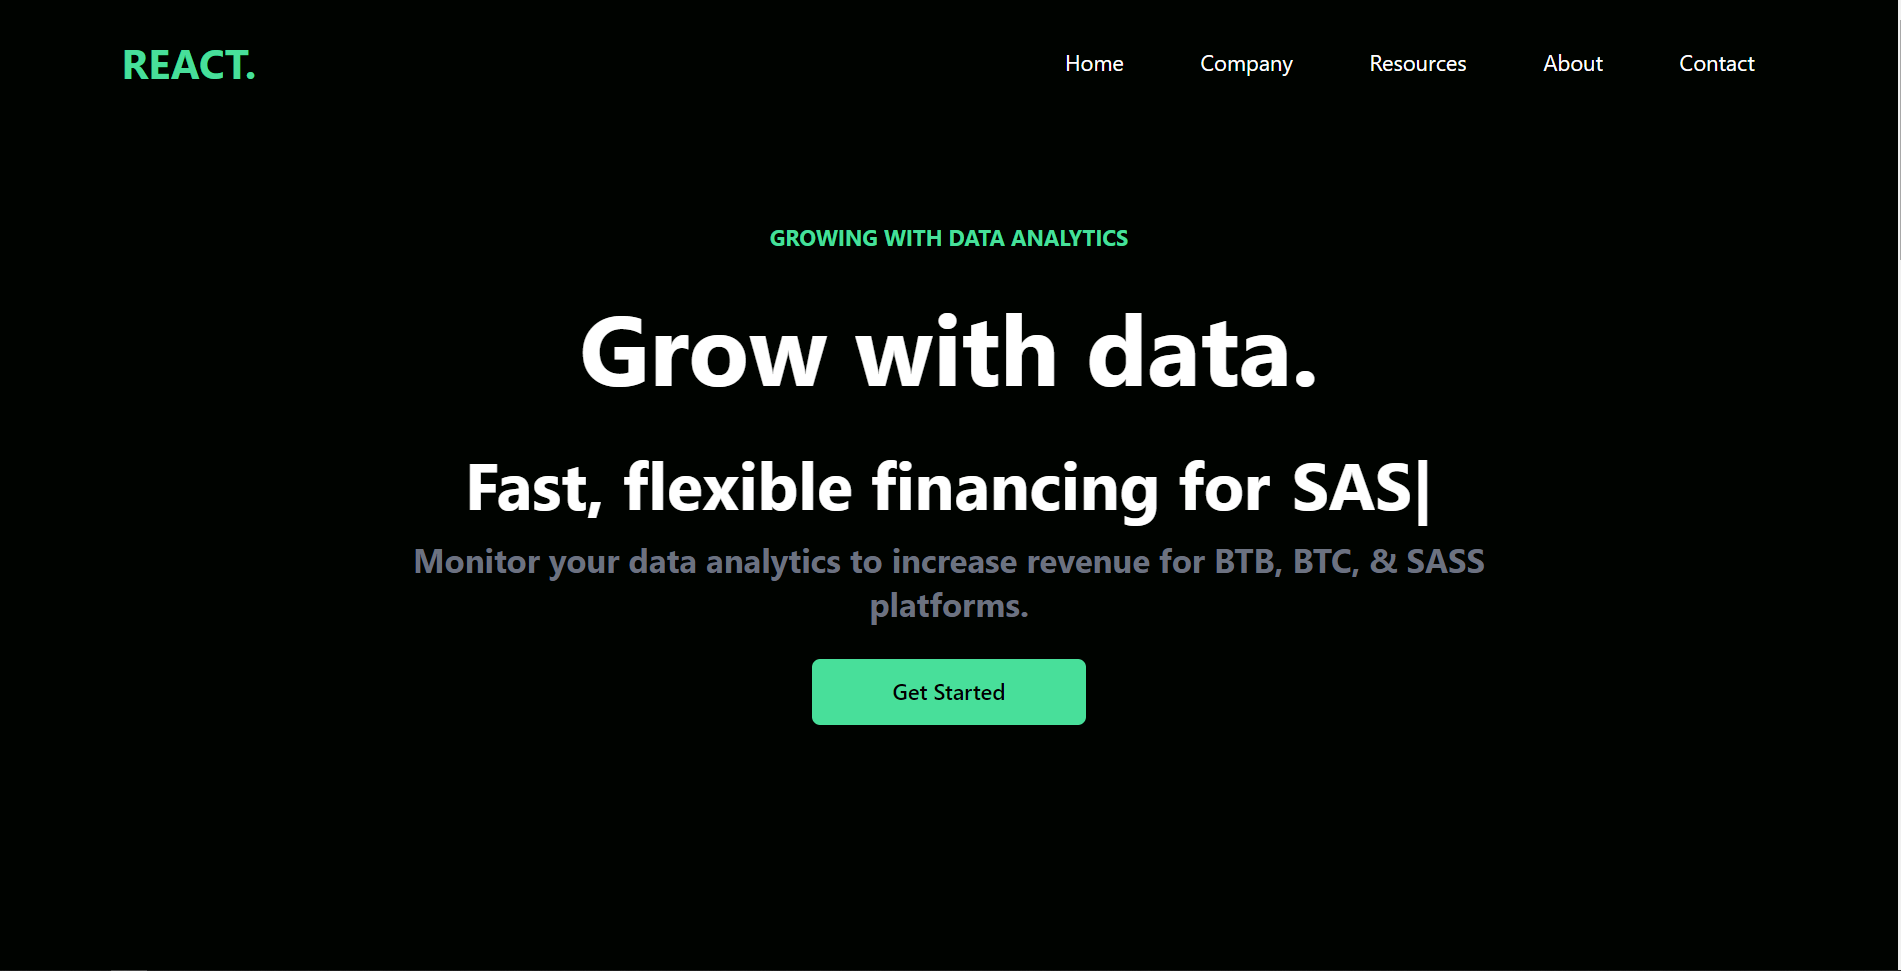 REACT.
Home Company Resources About Contact
GROWING WITH DATA ANALYTICS
Grow with data.
Fast, flexible financing for SAS|
Monitor your data analytics to increase revenue for BTB, BTC, & SASS
platforms.
Get Started